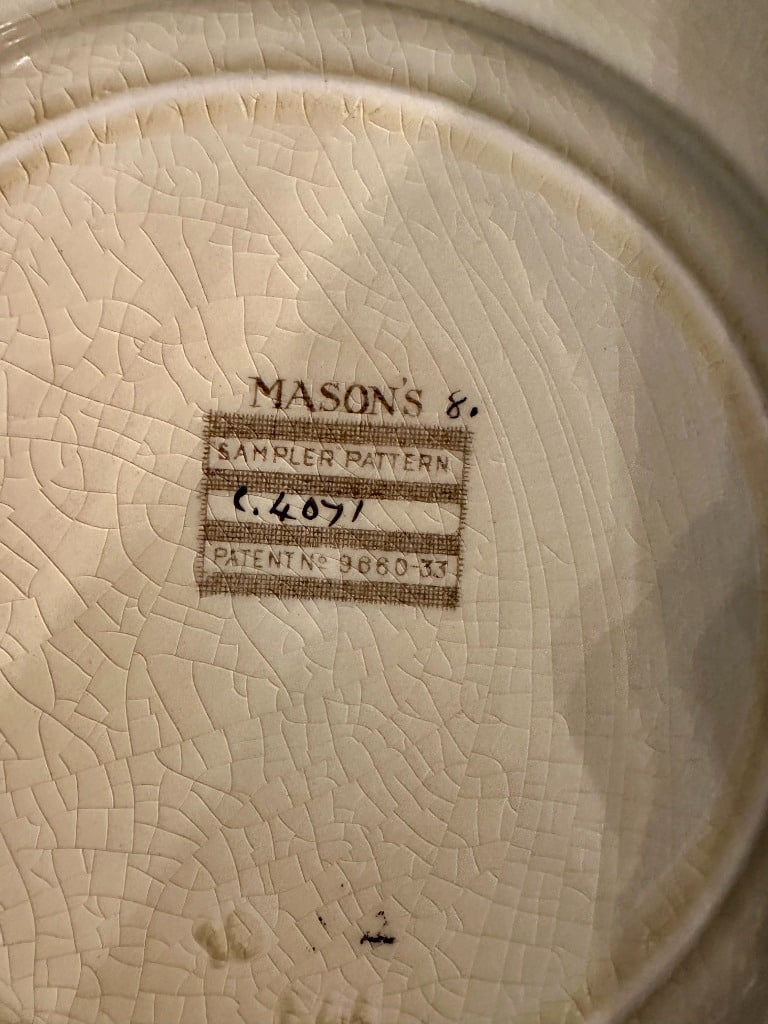 MASON'S 8.
SAMPLER PATTERN
C.4071
PATENT Nº 9660-33